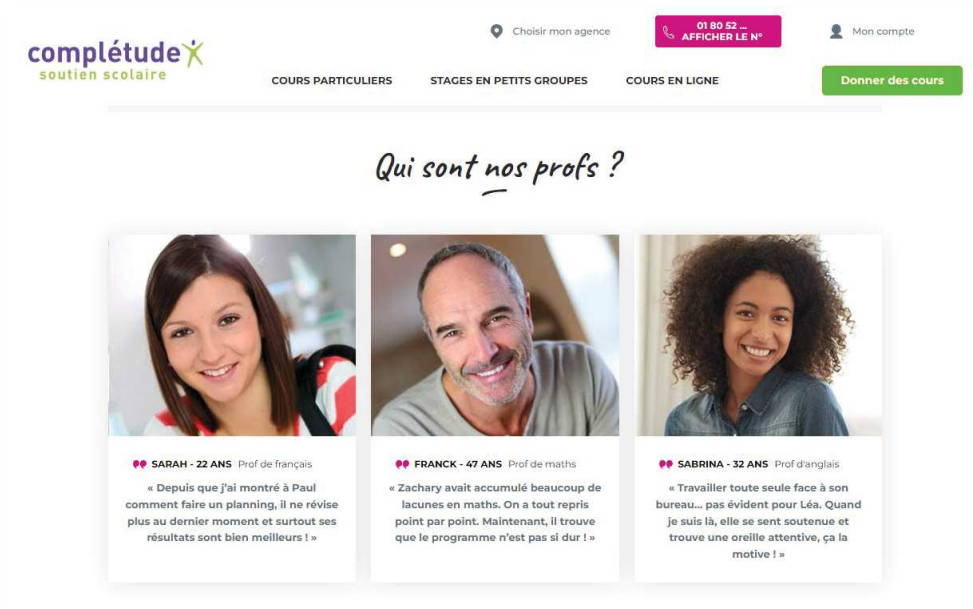 Choisir mon agence
01 80 52 ...
AFFICHER LE N°
Mon compte
complétude
soutien scolaire
COURS PARTICULIERS
STAGES EN PETITS GROUPES
COURS EN LIGNE
Donner des cours
Qui sont nos profs ?
SARAH - 22 ANS Prof de français
« Depuis que j'ai montré à Paul
comment faire un planning, il ne révise
plus au dernier moment et surtout ses
résultats sont bien meilleurs ! »
FRANCK - 47 ANS Prof de maths
« Zachary avait accumulé beaucoup de
lacunes en maths. On a tout repris
point par point. Maintenant, il trouve
que le programme n'est pas si dur ! »
SABRINA - 32 ANS Prof d'anglais
« Travailler toute seule face à son
bureau... pas évident pour Léa. Quand
je suis là, elle se sent soutenue et
trouve une oreille attentive, ça la
motive ! »